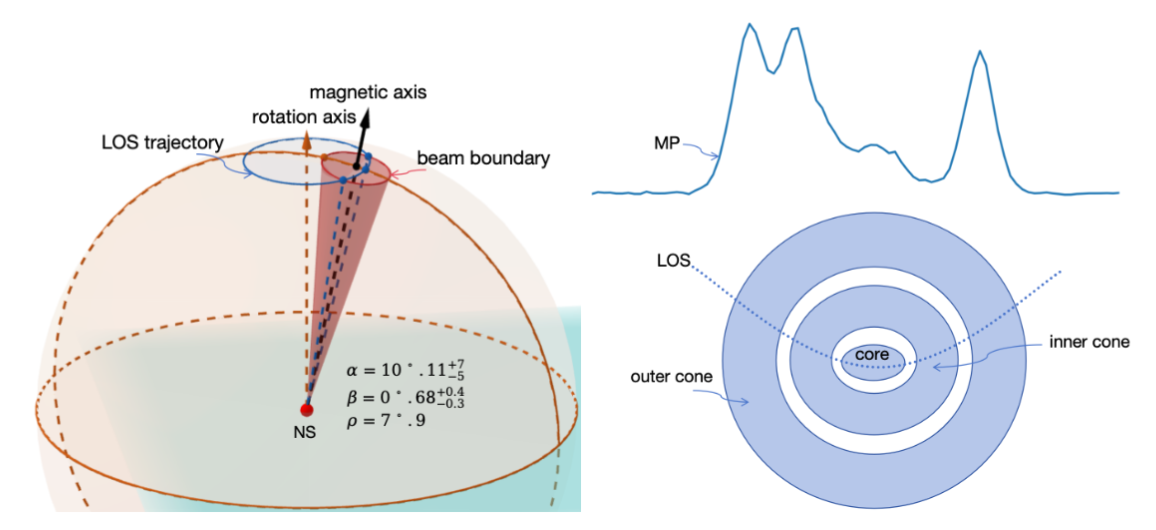 magnetic axis
rotation axis
LOS trajectory
beam boundary
α = 10°.11+7−5
β = 0°.68+0.4−0.3
ρ = 7°.9
NS
MP
LOS
core
inner cone
outer cone